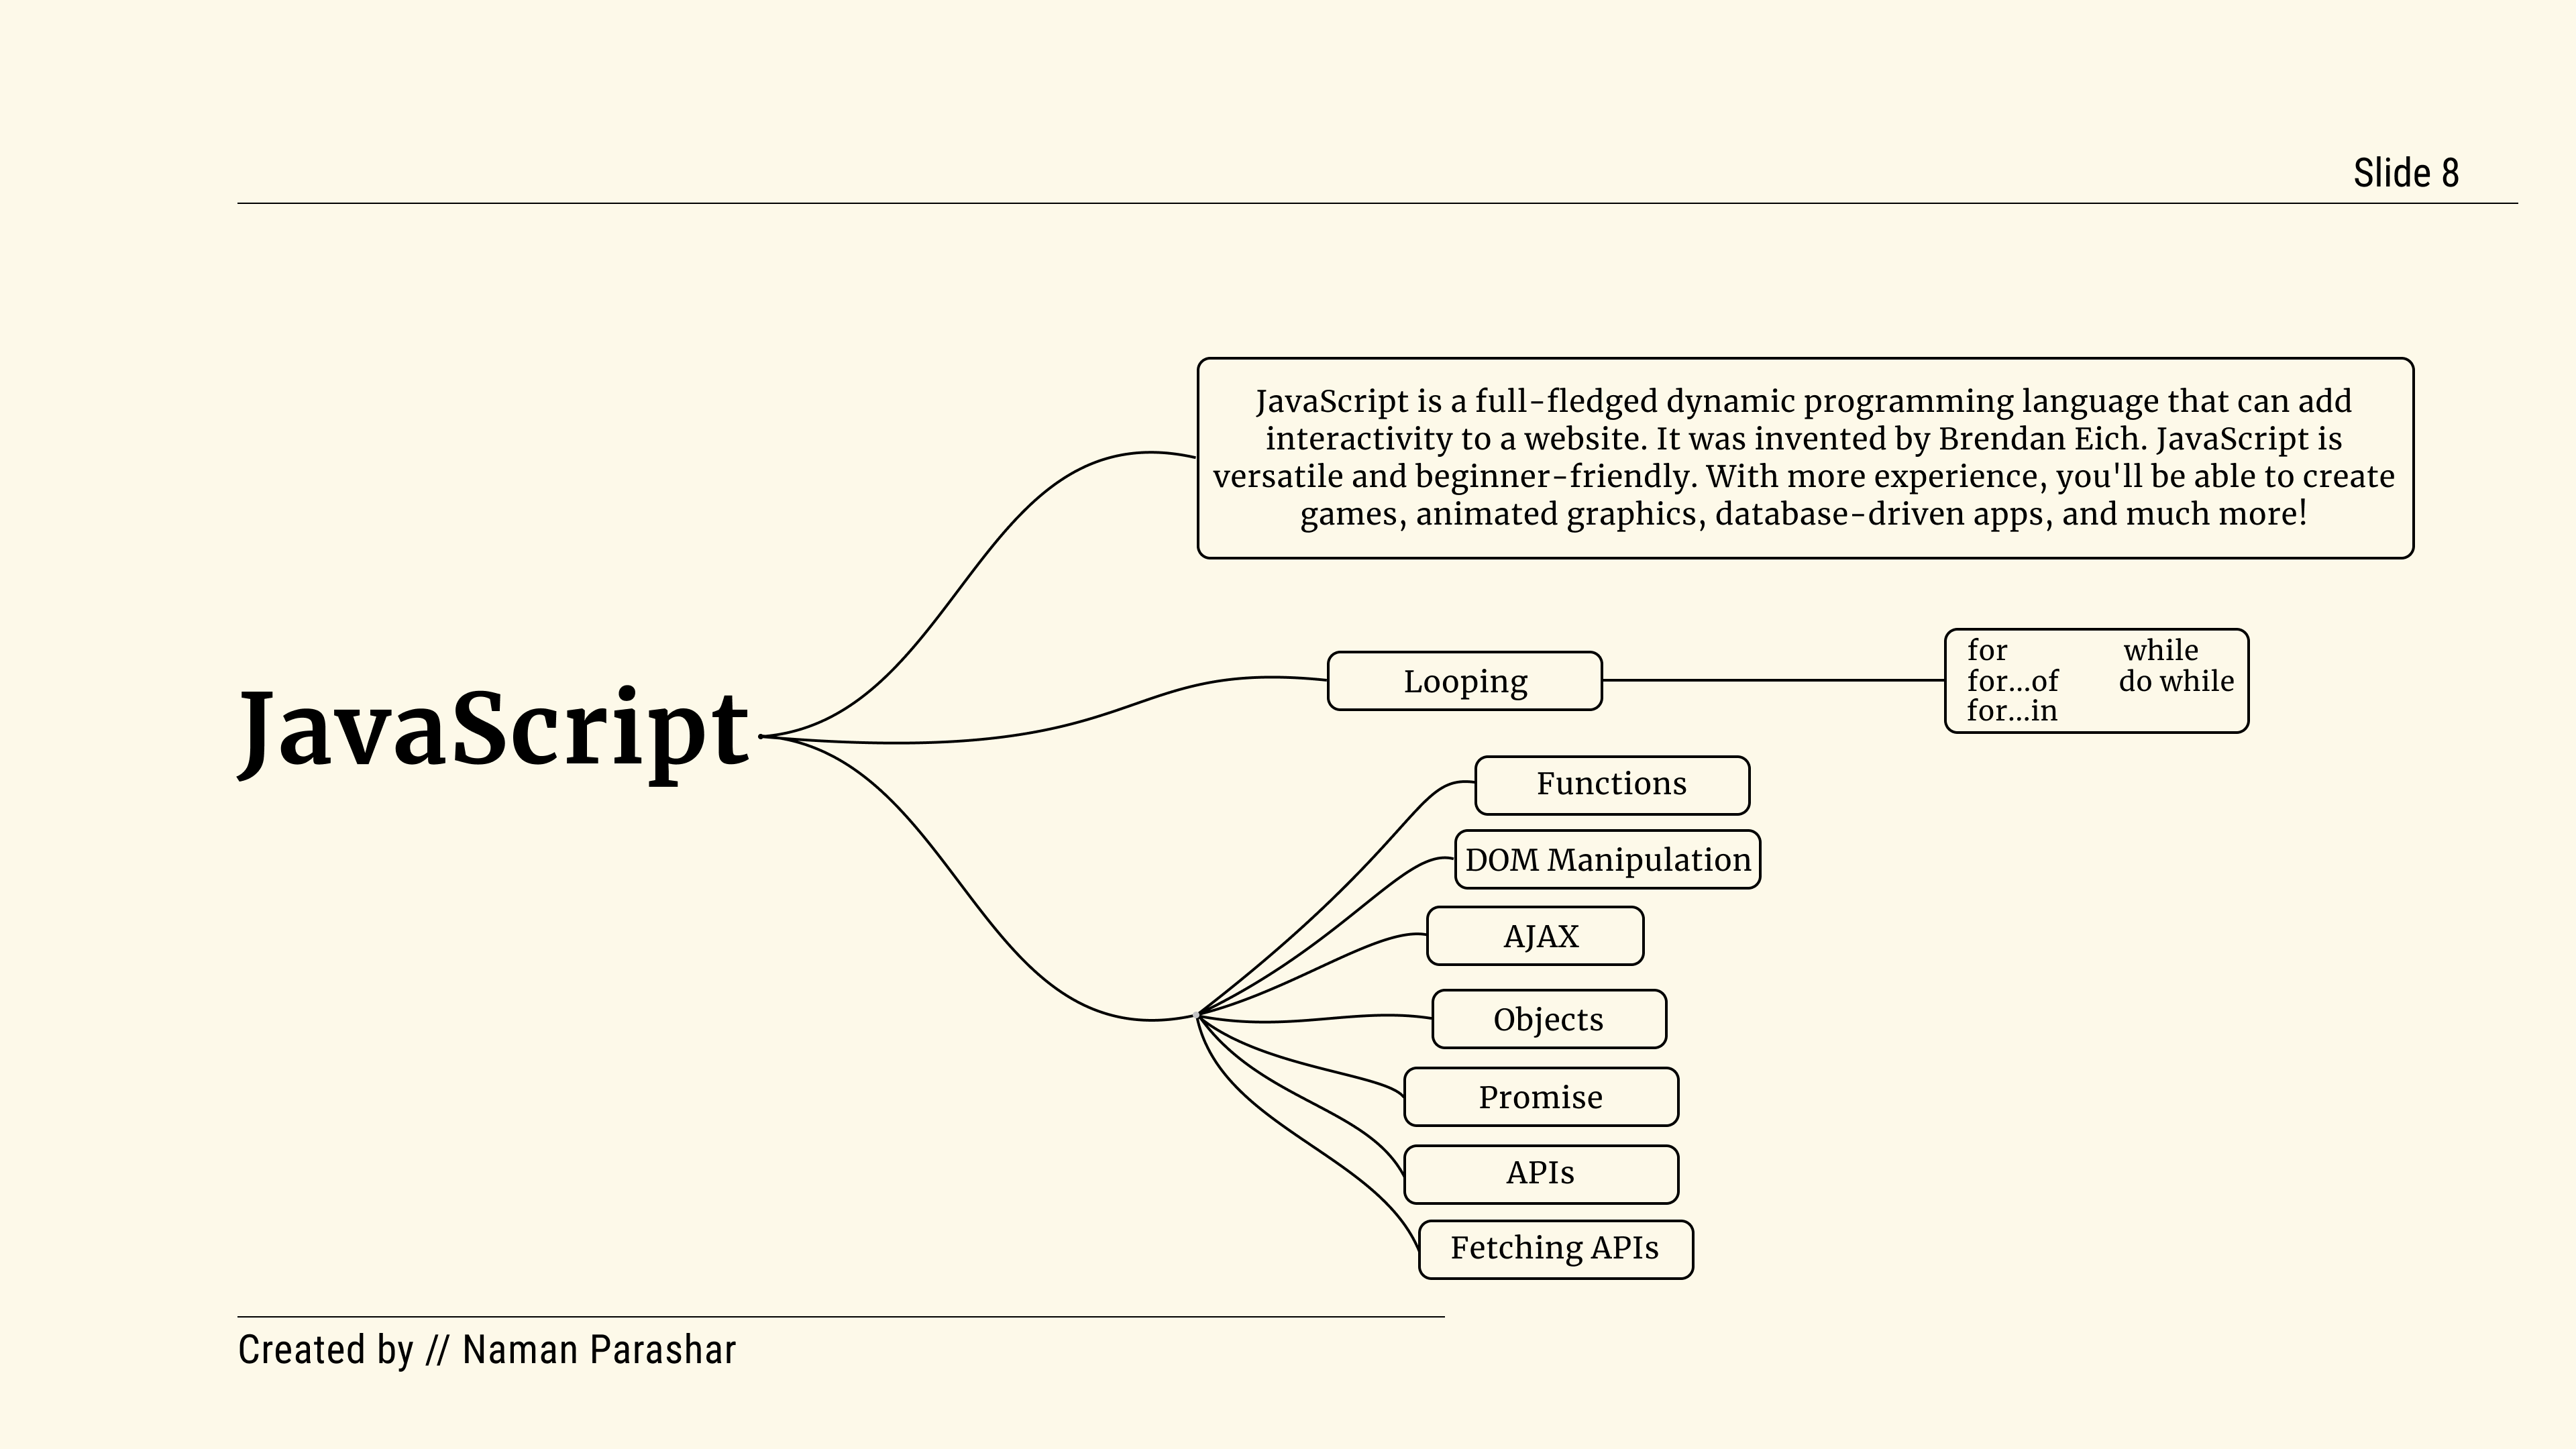 Slide 8
JavaScript is a full-fledged dynamic programming language that can add
interactivity to a website. It was invented by Brendan Eich. JavaScript is
versatile and beginner-friendly. With more experience, you'll be able to create
games, animated graphics, database-driven apps, and much more!
JavaScript
Looping
for while
for...of do while
for...in
Functions
DOM Manipulation
AJAX
Objects
Promise
APIs
Fetching APIs
Created by // Naman Parashar